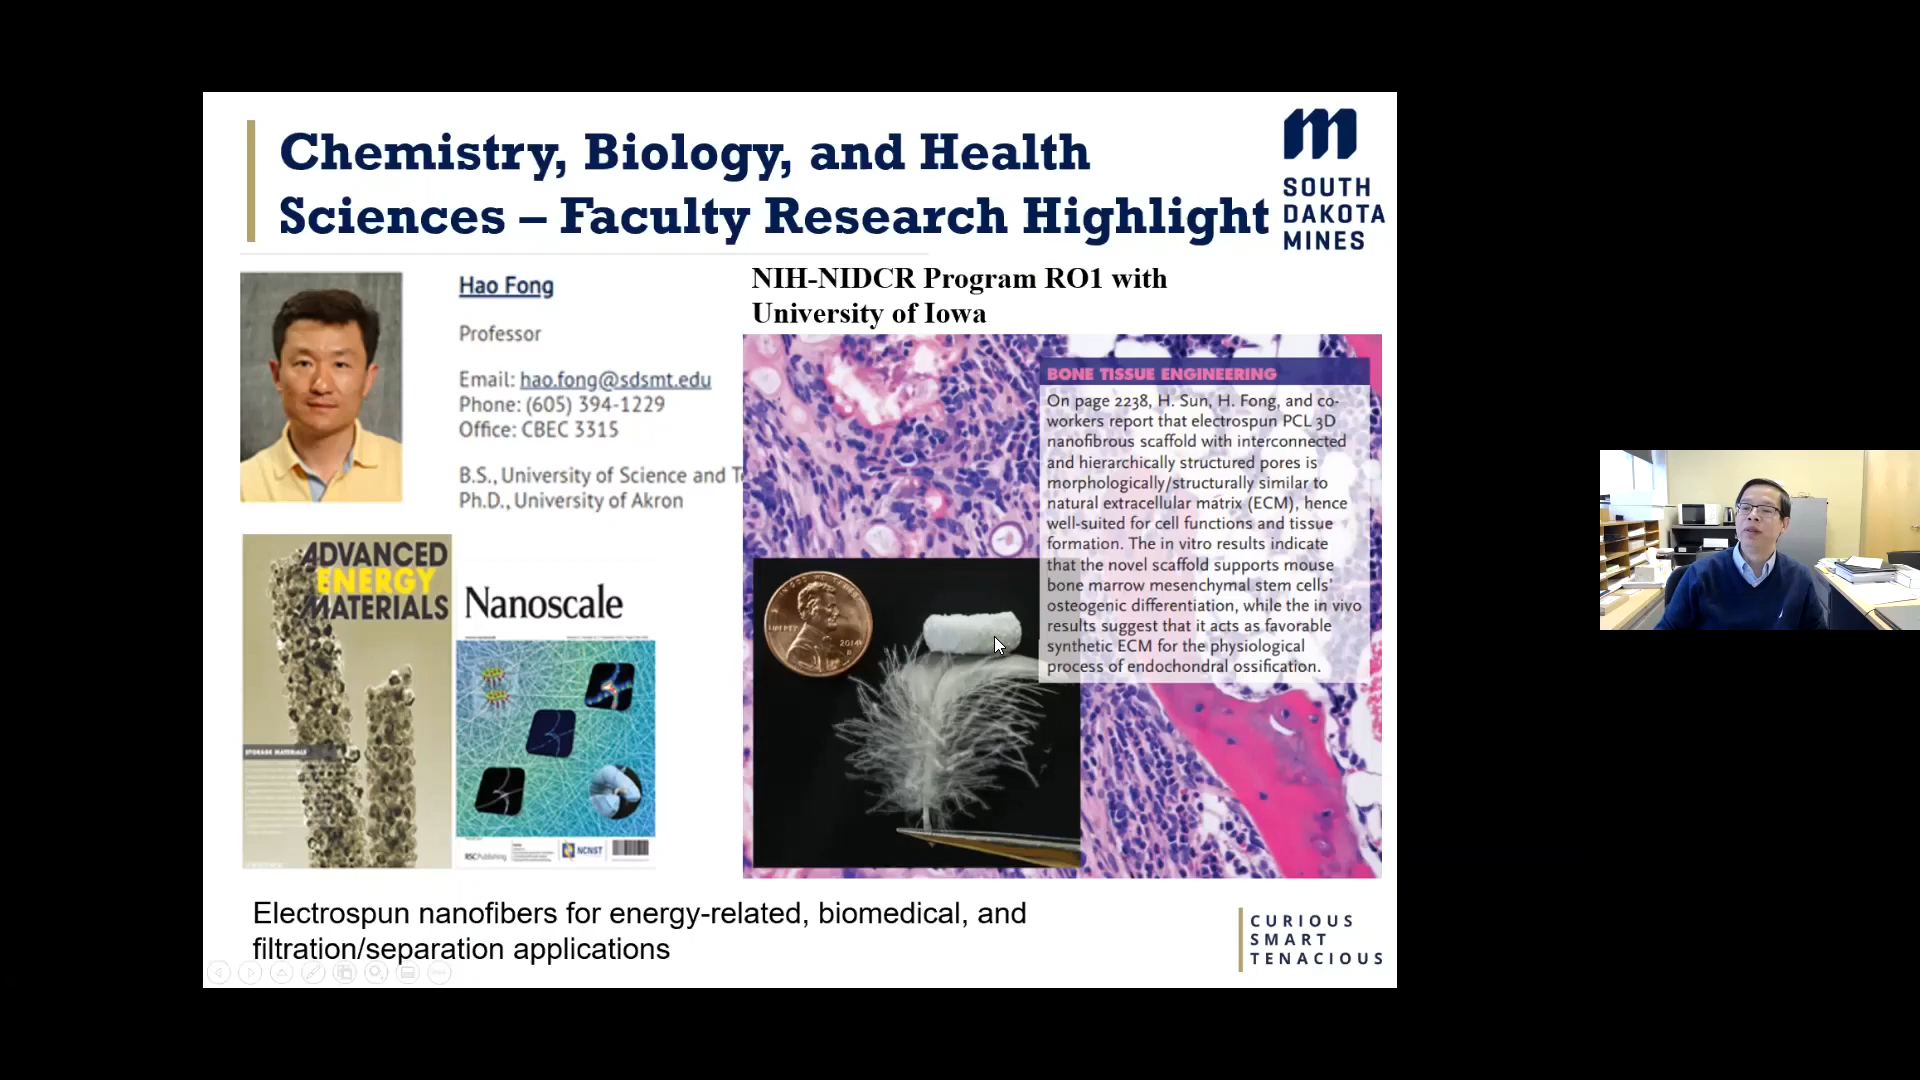 Chemistry, Biology, and Health
Sciences – Faculty Research Highlight
SOUTH
DAKOTA
MINES
Hao Fong
Professor
Email: hao.fong@sdsmt.edu
Phone: (605) 394-1229
Office: CBEC 3315
B.S., University of Science and T
Ph.D., University of Akron
NIH-NIDCR Program RO1 with
University of Iowa
BONE TISSUE ENGINEERING
On page 2238, H. Sun, H. Fong, and co-
workers report that electrospun PCL 3D
nanofibrous scaffold with interconnected
and hierarchically structured pores is
morphologically/structurally similar to
natural extracellular matrix (ECM), hence
well-suited for cell functions and tissue
formation. The in vitro results indicate
that the novel scaffold supports mouse
bone marrow mesenchymal stem cells'
osteogenic differentiation, while the in vivo
results suggest that it acts as favorable
synthetic ECM for the physiological
process of endochondral ossification.
LIBERTY
2014
ADVANCED
ENERGY
MATERIALS
STORAGE MATERIALS
Nanoscale
RSCPublishing
NCNST
Electrospun nanofibers for energy-related, biomedical, and
filtration/separation applications
CURIOUS
SMART
TENACIOUS